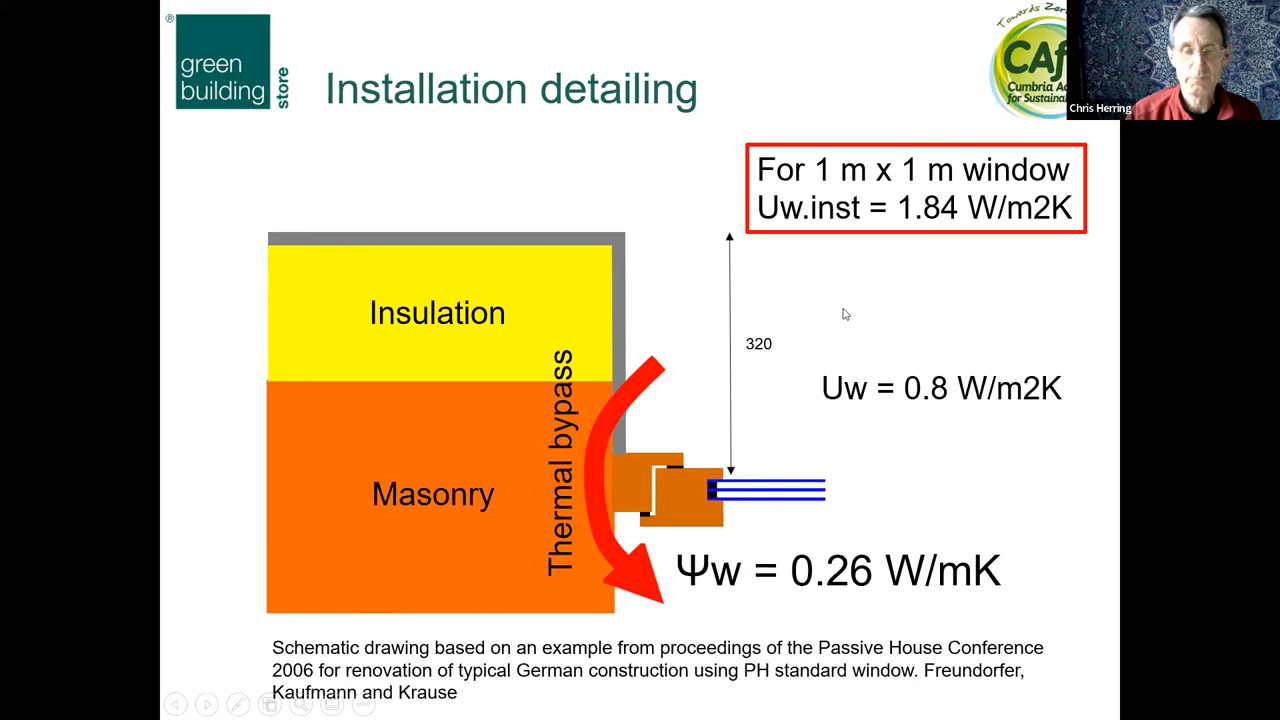 ®
green
building
store
Installation detailing
Towards Zero
CAf
Cumbria Ac
for Sustaina
Chris Herring
For 1 m x 1 m window
Uw.inst = 1.84 W/m2K
Insulation
320
Thermal bypass
Uw = 0.8 W/m2K
Masonry
Ψw = 0.26 W/mK
Schematic drawing based on an example from proceedings of the Passive House Conference
2006 for renovation of typical German construction using PH standard window. Freundorfer,
Kaufmann and Krause